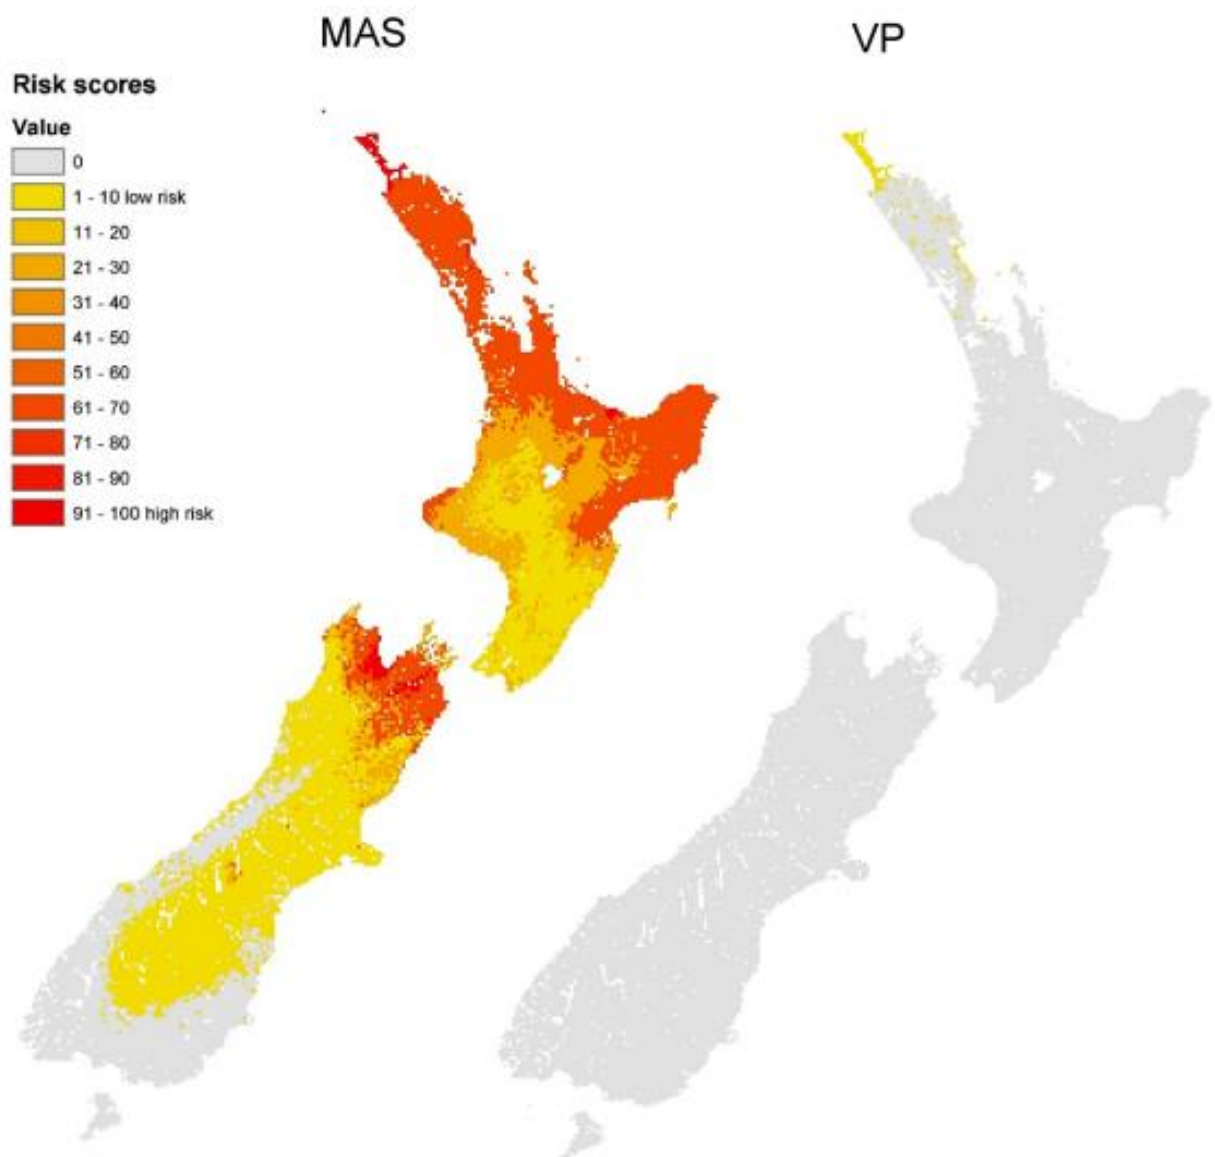 MAS
VP
Risk scores
Value
0
1 - 10 low risk
11 - 20
21 - 30
31 - 40
41 - 50
51 - 60
61 - 70
71 - 80
81 - 90
91 - 100 high risk